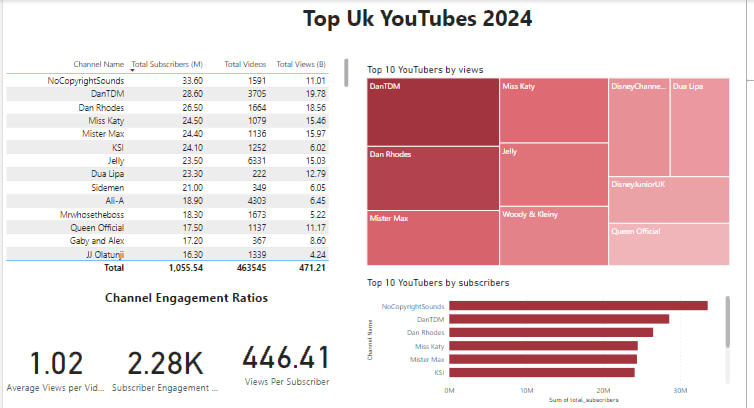 Top Uk YouTubes 2024
Channel Name Total Subscribers (M) Total Videos Total Views (B)
NoCopyrightSounds 33.60 1591 11.01
DanTDM 28.60 3705 19.78
Dan Rhodes 26.50 1664 18.56
Miss Katy 24.50 1079 15.46
Mister Max 24.40 1136 15.97
KSI 24.10 1252 6.02
Jelly 23.50 6331 15.03
Dua Lipa 23.30 222 12.79
Sidemen 21.00 349 6.05
Ali-A 18.90 4303 6.45
Mrwhosetheboss 18.30 1673 5.22
Queen Official 17.50 1137 11.17
Gaby and Alex 17.20 367 8.60
JJ Olatunji 16.30 1339 4.24
Total 1,055.54 463545 471.21
Top 10 YouTubers by views
DanTDM
Dan Rhodes
Mister Max
Miss Katy
Jelly
Woody & Kleiny
DisneyChanne...
Dua Lipa
DisneyJuniorUK
Queen Official
Channel Engagement Ratios
1.02
Average Views per Vid...
2.28K
Subscriber Engagement ...
446.41
Views Per Subscriber
Top 10 YouTubers by subscribers
Channel Name
NoCopyrightSounds
DanTDM
Dan Rhodes
Miss Katy
Mister Max
KSI
0M 10M 20M 30M
Sum of total_subscribers